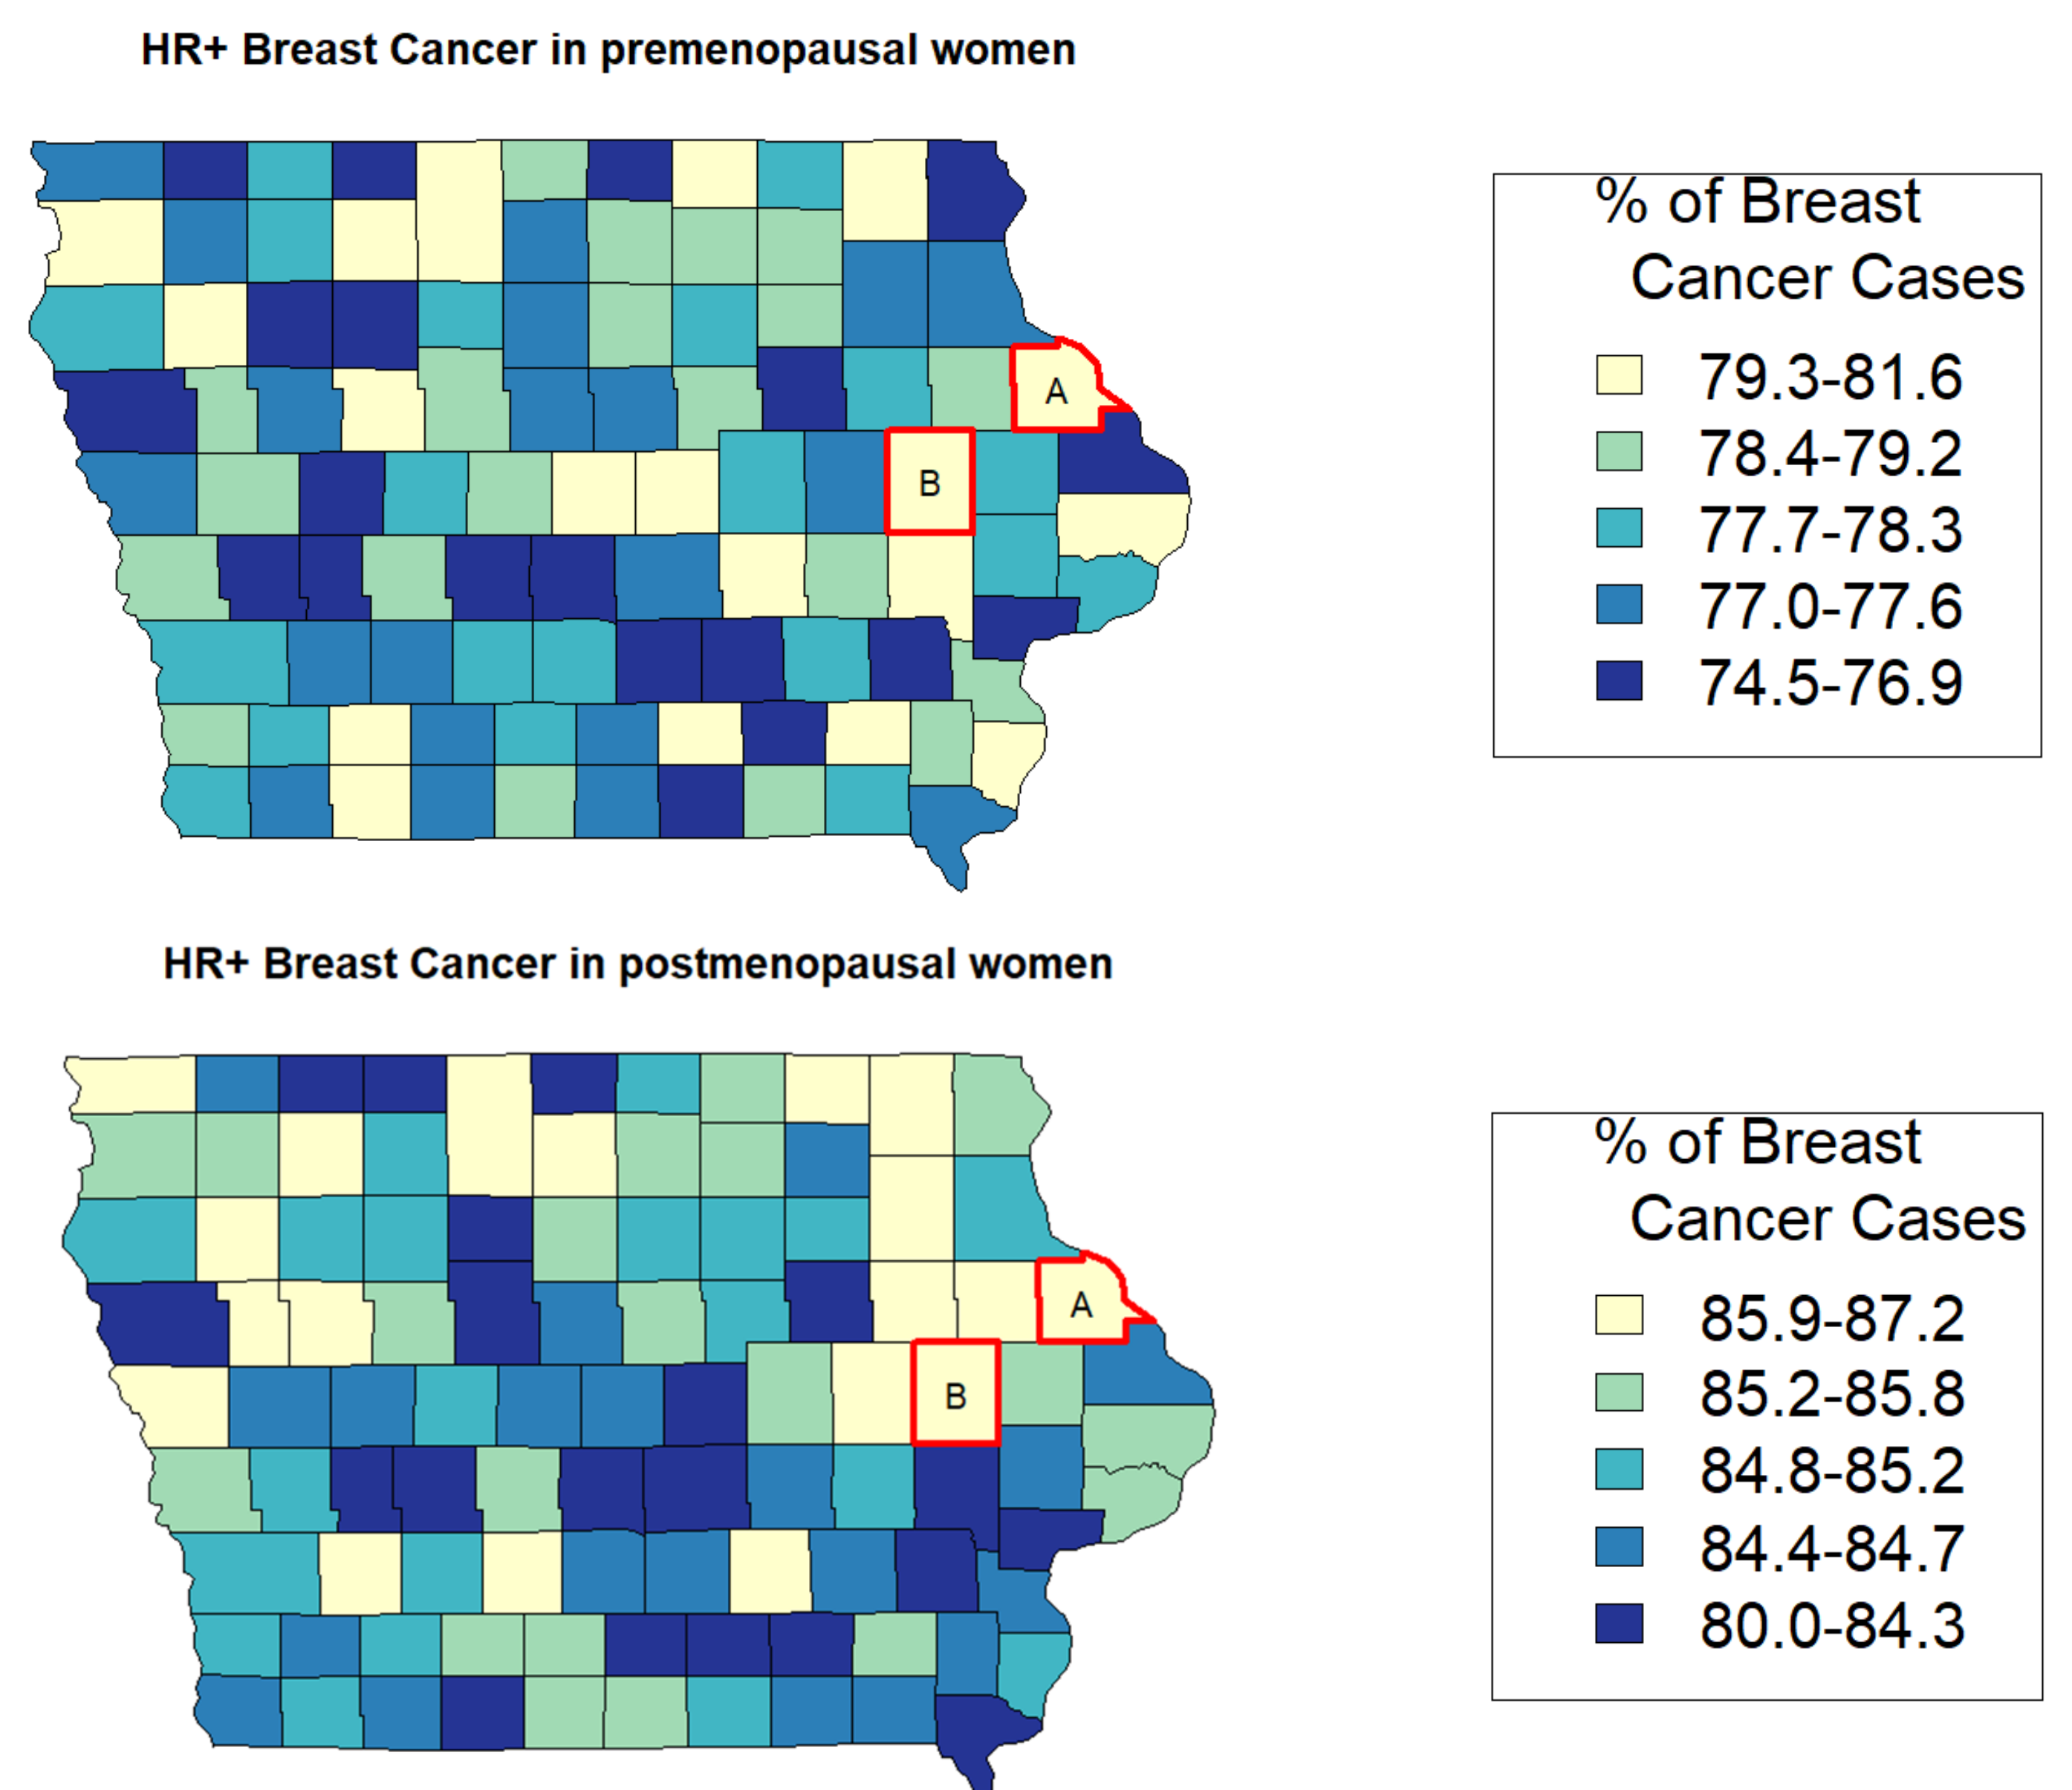 HR+ Breast Cancer in premenopausal women
% of Breast
Cancer Cases
79.3-81.6
78.4-79.2
77.7-78.3
77.0-77.6
74.5-76.9
A
B
HR+ Breast Cancer in postmenopausal women
% of Breast
Cancer Cases
85.9-87.2
85.2-85.8
84.8-85.2
84.4-84.7
80.0-84.3
A
B